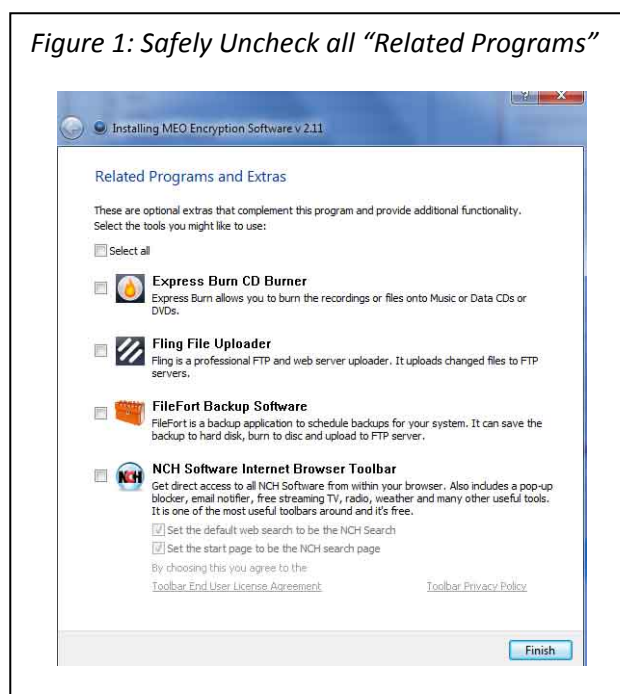 Figure 1: Safely Uncheck all “Related Programs”
Installing MEO Encryption Software v 2.11
Related Programs and Extras
These are optional extras that complement this program and provide additional functionality.
Select the tools you might like to use:
Select all
Express Burn CD Burner
Express Burn allows you to burn the recordings or files onto Music or Data CDs or
DVDs.
Fling File Uploader
Fling is a professional FTP and web server uploader. It uploads changed files to FTP
servers.
FileFort Backup Software
FileFort is a backup application to schedule backups for your system. It can save the
backup to hard disk, burn to disc and upload to FTP server.
NCH
NCH Software Internet Browser Toolbar
Get direct access to all NCH Software from within your browser. Also includes a pop-up
blocker, email notifier, free streaming TV, radio, weather and many other useful tools.
It is one of the most useful toolbars around and it's free.
Set the default web search to be the NCH Search
Set the start page to be the NCH search page
By choosing this you agree to the
Toolbar End User License Agreement Toolbar Privacy Policy
Finish